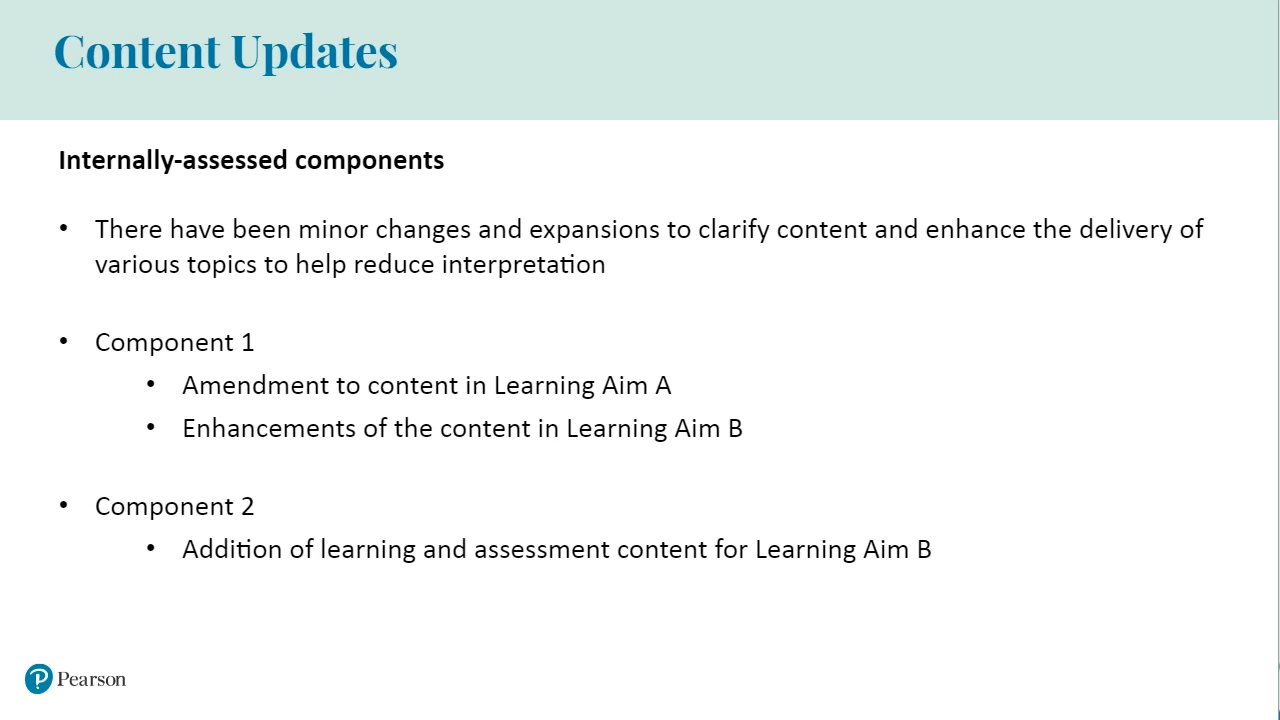 Content Updates
Internally-assessed components
• There have been minor changes and expansions to clarify content and enhance the delivery of
various topics to help reduce interpretation
• Component 1
• Amendment to content in Learning Aim A
• Enhancements of the content in Learning Aim B
• Component 2
• Addition of learning and assessment content for Learning Aim B
Pearson